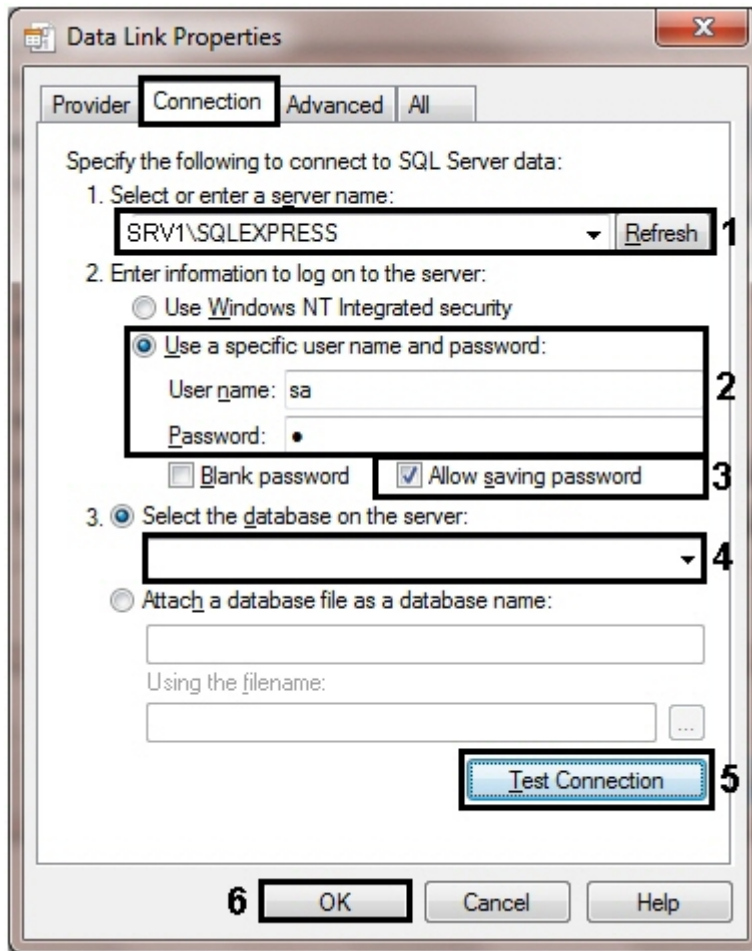 Data Link Properties
Provider Connection Advanced All
Specify the following to connect to SQL Server data:
1. Select or enter a server name:
SRV1\SQLEXPRESS Refresh 1
2. Enter information to log on to the server:
Use Windows NT Integrated security
Use a specific user name and password:
User name: sa 2
Password: ●
Blank password Allow saving password 3
3. Select the database on the server:
4
Attach a database file as a database name:
Using the filename:
...
Test Connection 5
6 OK Cancel Help